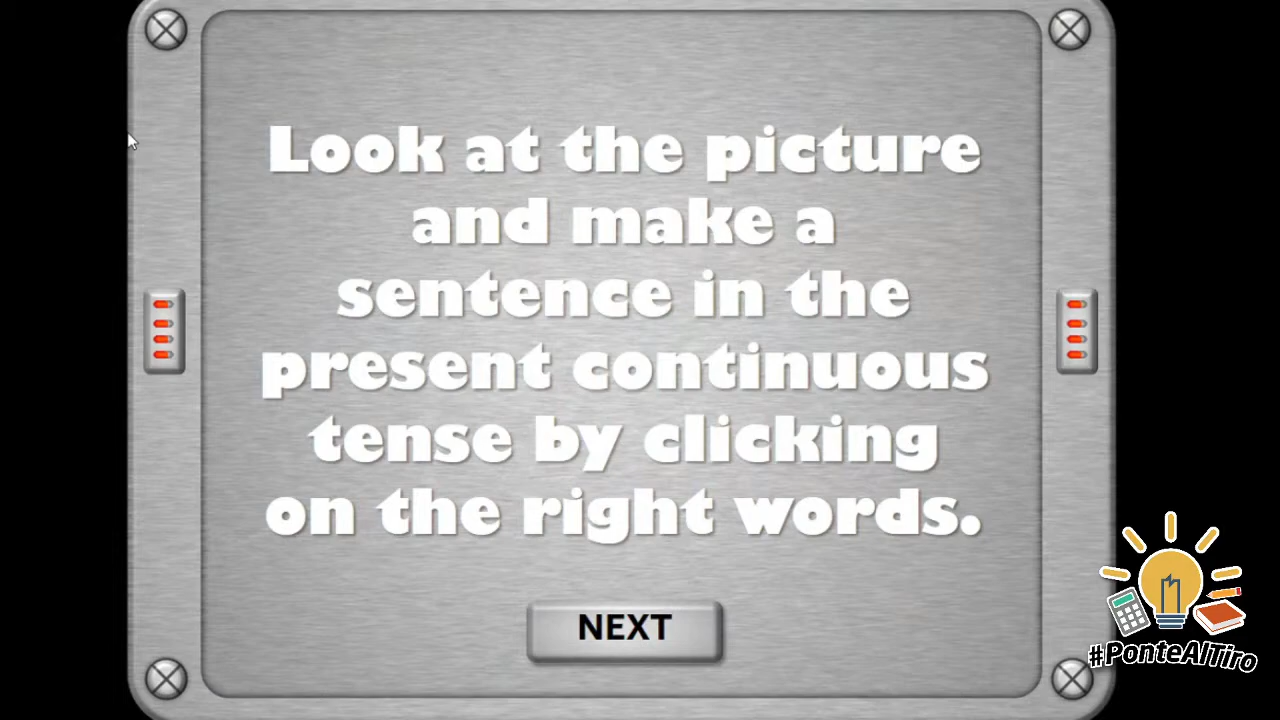 Look at the picture
and make a
sentence in the
present continuous
tense by clicking
on the right words.
NEXT
#PonteAlTiro